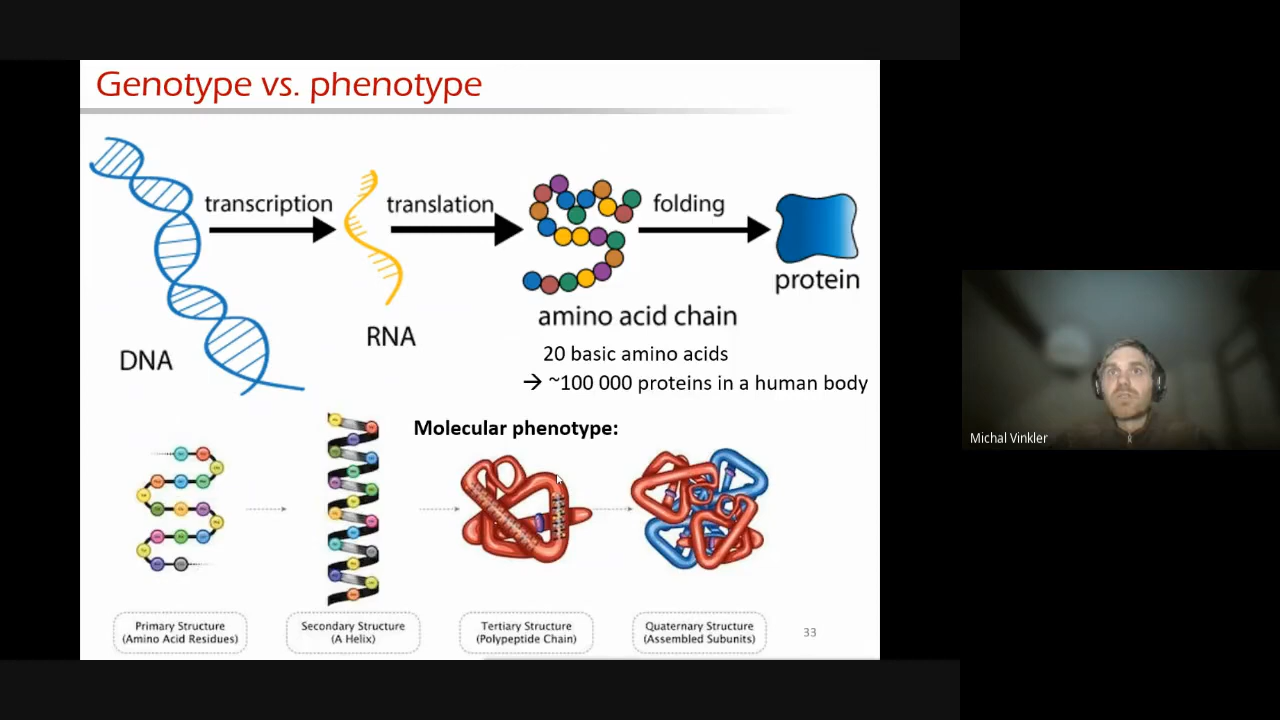 Genotype vs. phenotype
transcription
translation
folding
protein
amino acid chain
RNA
DNA
20 basic amino acids
→ ~100 000 proteins in a human body
Molecular phenotype:
Primary Structure
(Amino Acid Residues)
Secondary Structure
(A Helix)
Tertiary Structure
(Polypeptide Chain)
Quaternary Structure
(Assembled Subunits)
33
Michal Vinkler